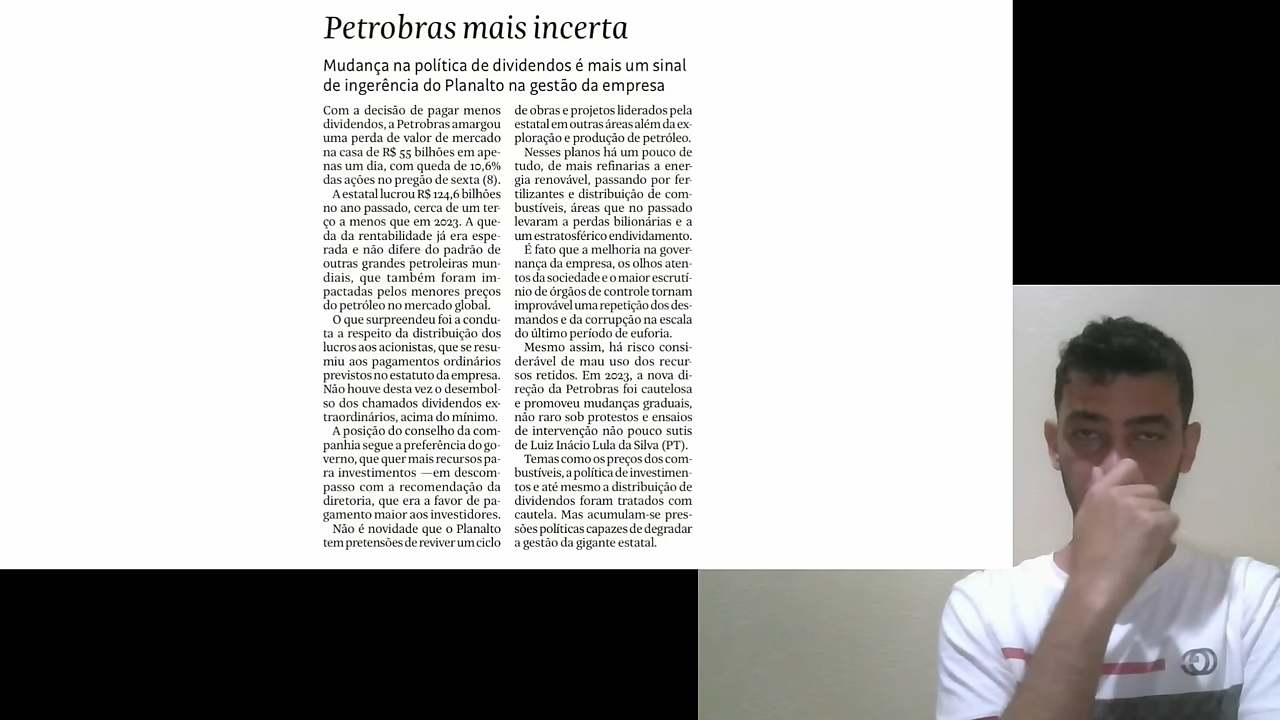 Petrobras mais incerta
Mudança na política de dividendos é mais um sinal
de ingerência do Planalto na gestão da empresa
Com a decisão de pagar menos
dividendos, a Petrobras amargou
uma perda de valor de mercado
na casa de R$ 55 bilhões em ape-
nas um dia, com queda de 10,6%
das ações no pregão de sexta (8).
A estatal lucrou R$ 124,6 bilhões
no ano passado, cerca de um ter-
ço a menos que em 2023. A que-
da da rentabilidade já era espe-
rada e não difere do padrão de
outras grandes petroleiras mun-
diais, que também foram im-
pactadas pelos menores preços
do petróleo no mercado global.
O que surpreendeu foi a condu-
ta a respeito da distribuição dos
lucros aos acionistas, que se resu-
miu aos pagamentos ordinários
previstos no estatuto da empresa.
Não houve desta vez o desembol-
so dos chamados dividendos ex-
traordinários, acima do mínimo.
A posição do conselho da com-
panhia segue a preferência do go-
verno, que quer mais recursos pa-
ra investimentos —em descom-
passo com a recomendação da
diretoria, que era a favor de pa-
gamento maior aos investidores.
Não é novidade que o Planalto
tem pretensões de reviver um ciclo
de obras e projetos liderados pela
estatal em outras áreas além da ex-
ploração e produção de petróleo.
Nesses planos há um pouco de
tudo, de mais refinarias a ener-
gia renovável, passando por fer-
tilizantes e distribuição de com-
bustíveis, áreas que no passado
levaram a perdas bilionárias e a
um estratosférico endividamento.
É fato que a melhoria na gover-
nança da empresa, os olhos aten-
tos da sociedade e o maior escrutí-
nio de órgãos de controle tornam
improvável uma repetição dos des-
mandos e da corrupção na escala
do último período de euforia.
Mesmo assim, há risco consi-
derável de mau uso dos recur-
sos retidos. Em 2023, a nova di-
reção da Petrobras foi cautelosa
e promoveu mudanças graduais,
não raro sob protestos e ensaios
de intervenção não pouco sutis
de Luiz Inácio Lula da Silva (PT).
Temas como os preços dos com-
bustíveis, a política de investimen-
tos e até mesmo a distribuição de
dividendos foram tratados com
cautela. Mas acumulam-se pres-
sões políticas capazes de degradar
a gestão da gigante estatal.